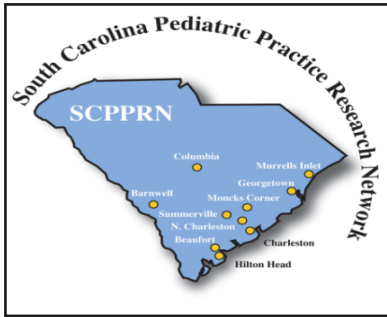 South Carolina Pediatric Practice Research Network
SCPPRN
Columbia
Murrells Inlet
Georgetown
Barnwell
Moncks Corner
Summerville
N. Charleston
Charleston
Beaufort
Hilton Head